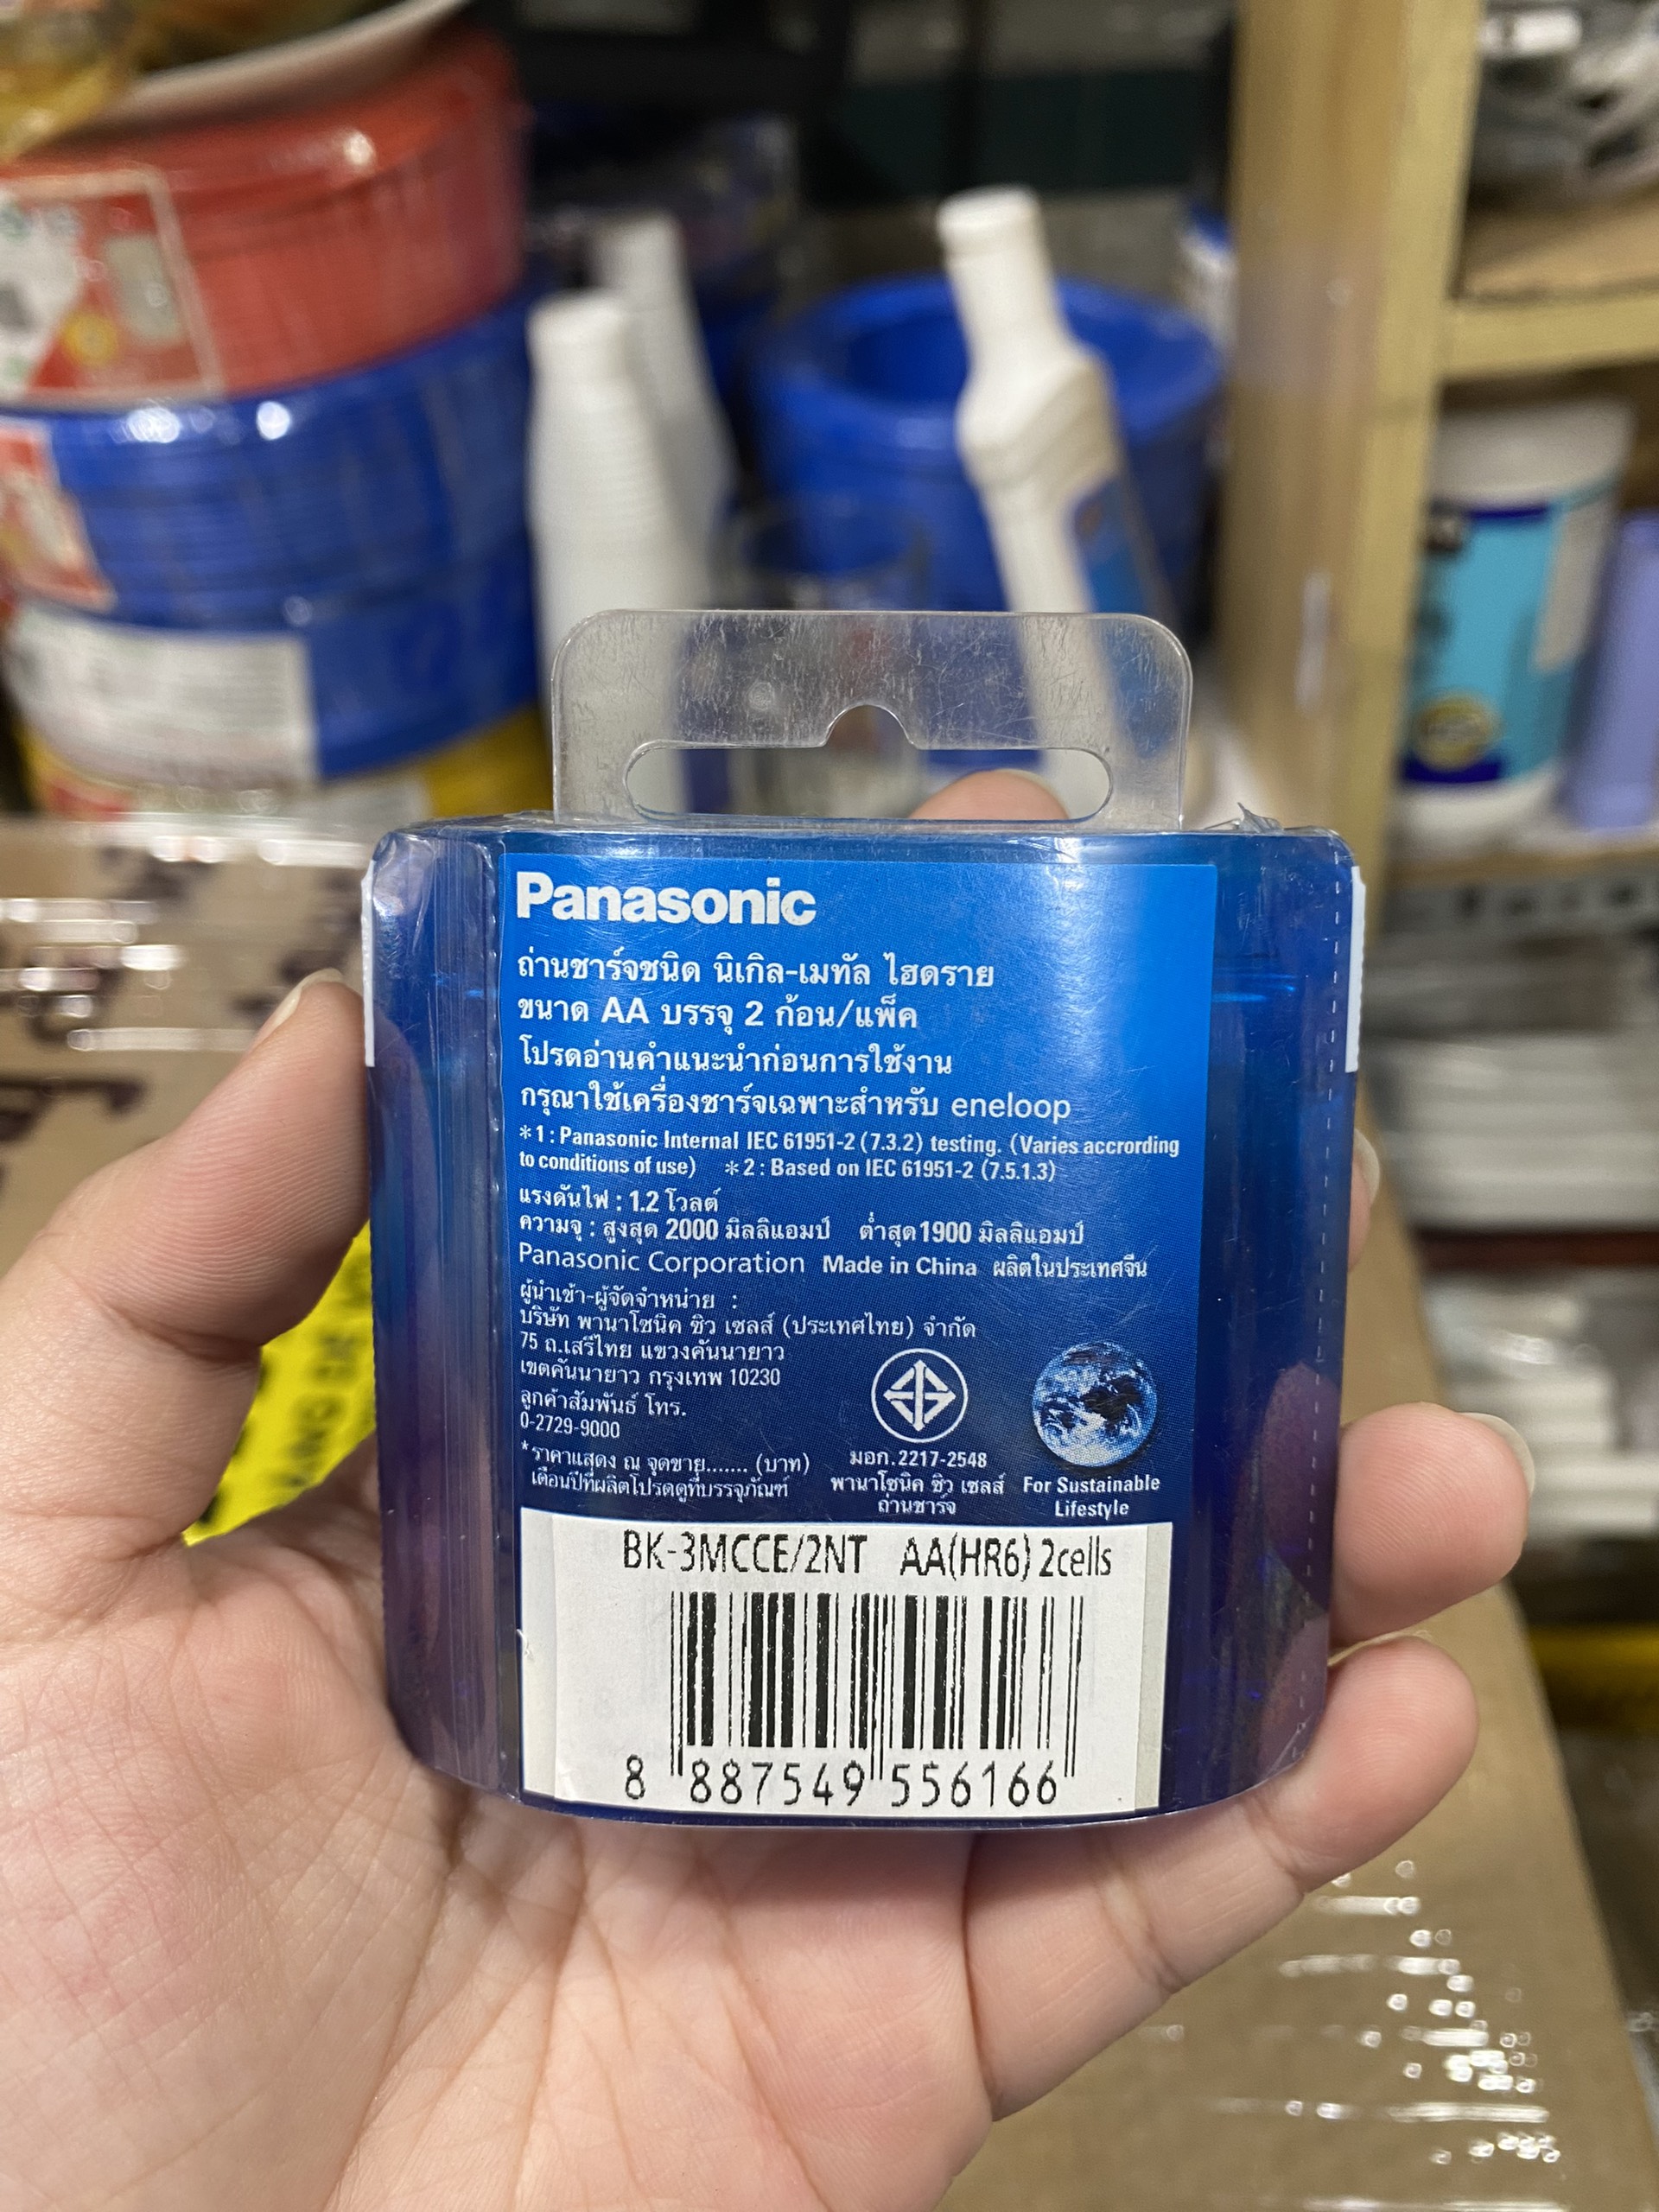 Panasonic
ถ่านชาร์จชนิด นิเกิล-เมทัล ไฮดราย
ขนาด AA บรรจุ 2 ก้อน/แพ็ค
โปรดอ่านคำแนะนำก่อนการใช้งาน
กรุณาใช้เครื่องชาร์จเฉพาะสำหรับ eneloop
*1 : Panasonic Internal IEC 61951-2 (7.3.2) testing. (Varies accrording
to conditions of use) *2 : Based on IEC 61951-2 (7.5.1.3)
แรงดันไฟ : 1.2 โวลต์
ความจุ : สูงสุด 2000 มิลลิแอมป์ ต่ำสุด1900 มิลลิแอมป์
Panasonic Corporation Made in China ผลิตในประเทศจีน
ผู้นำเข้า-ผู้จัดจำหน่าย :
บริษัท พานาโซนิค ซิว เซลส์ (ประเทศไทย) จำกัด
75 ถ.เสรีไทย แขวงคันนายาว
เขตคันนายาว กรุงเทพ 10230
ลูกค้าสัมพันธ์ โทร.
0-2729-9000
*ราคาแสดง ณ จุดขาย....... (บาท)
เดือนปีที่ผลิตโปรดดูที่บรรจุภัณฑ์
มอก.2217-2548
พานาโซนิค ซิว เซลส์
ถ่านชาร์จ
For Sustainable
Lifestyle
BK-3MCCE/2NT AA(HR6) 2cells
8 887549 556166